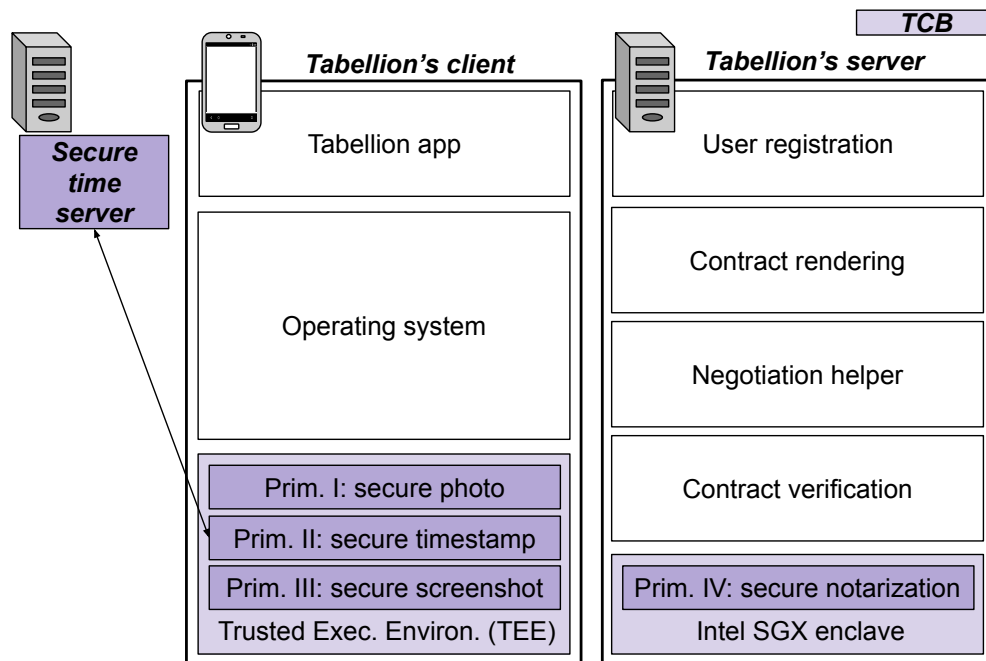 TCB
Secure
time
server
Tabellion's client
Tabellion app
Operating system
Prim. I: secure photo
Prim. II: secure timestamp
Prim. III: secure screenshot
Trusted Exec. Environ. (TEE)
Tabellion's server
User registration
Contract rendering
Negotiation helper
Contract verification
Prim. IV: secure notarization
Intel SGX enclave